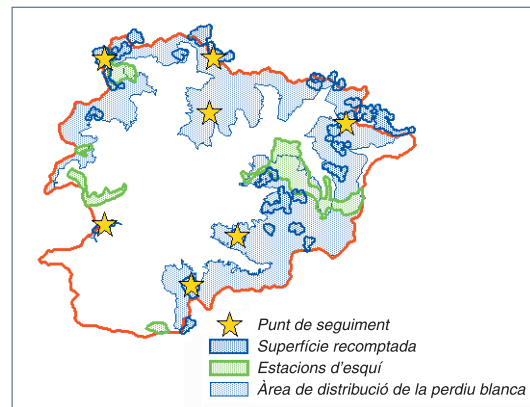 Punt de seguiment
Superfície recomptada
Estacions d'esquí
Àrea de distribució de la perdiu blanca